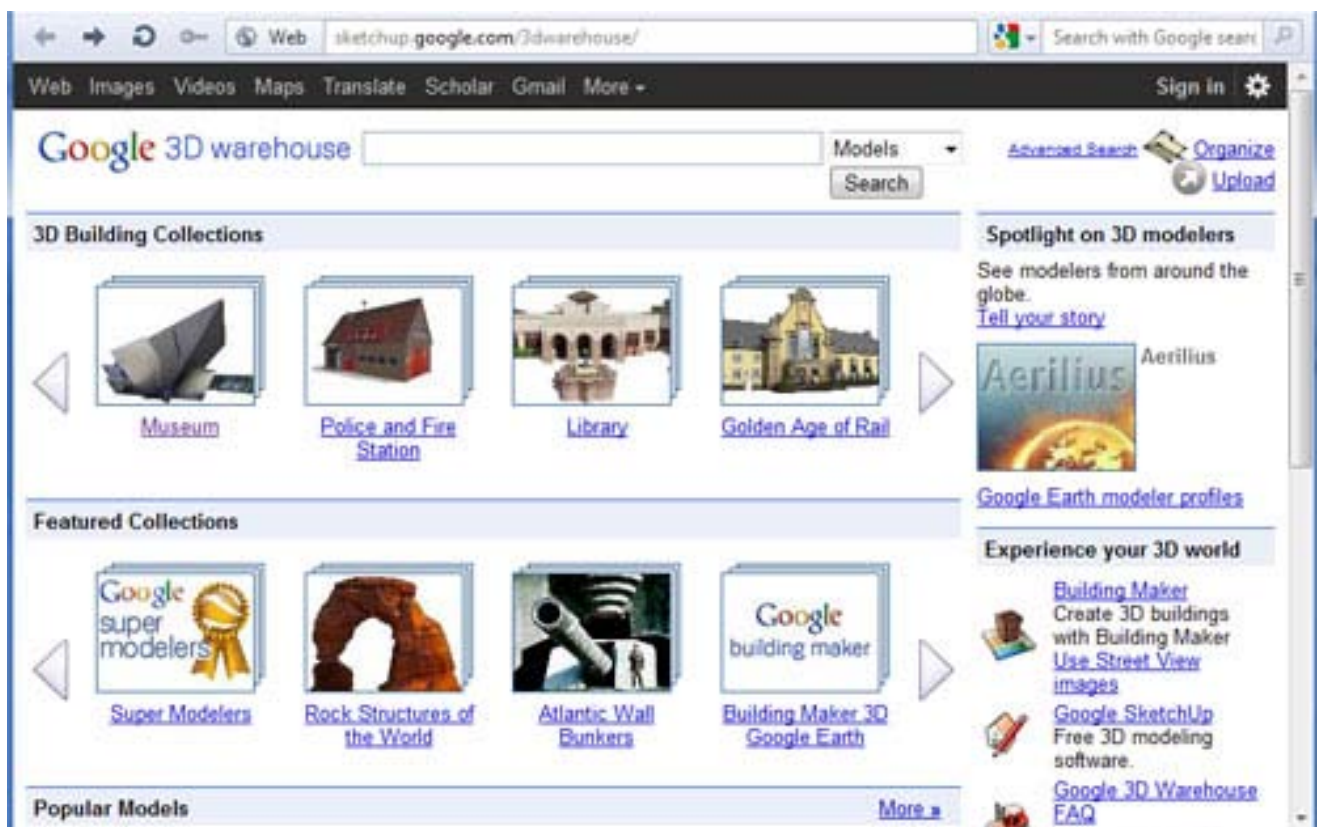 Web sketchup.google.com/3dwarehouse/ Search with Google searc
Web Images Videos Maps Translate Scholar Gmail More Sign in
Google 3D warehouse Models Advanced Search Organize
Search Upload
3D Building Collections
Museum
Police and Fire
Station
Library
Golden Age of Rail
Featured Collections
Google
super
modelers
Super Modelers
Rock Structures of
the World
Atlantic Wall
Bunkers
Google
building maker
Building Maker 3D
Google Earth
Popular Models More »
Spotlight on 3D modelers
See modelers from around the
globe.
Tell your story
Aerilius
Aerilius
Google Earth modeler profiles
Experience your 3D world
Building Maker
Create 3D buildings
with Building Maker
Use Street View
images
Google SketchUp
Free 3D modeling
software.
Google 3D Warehouse
FAQ